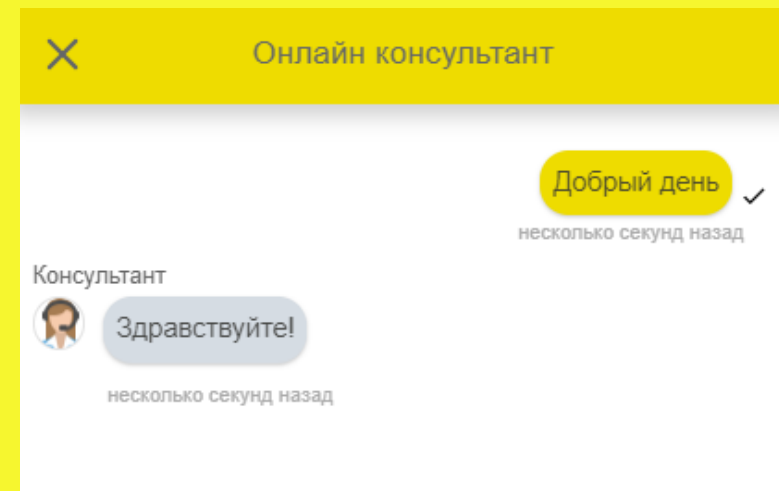 Онлайн консультант
Добрый день
несколько секунд назад
Консультант
Здравствуйте!
несколько секунд назад